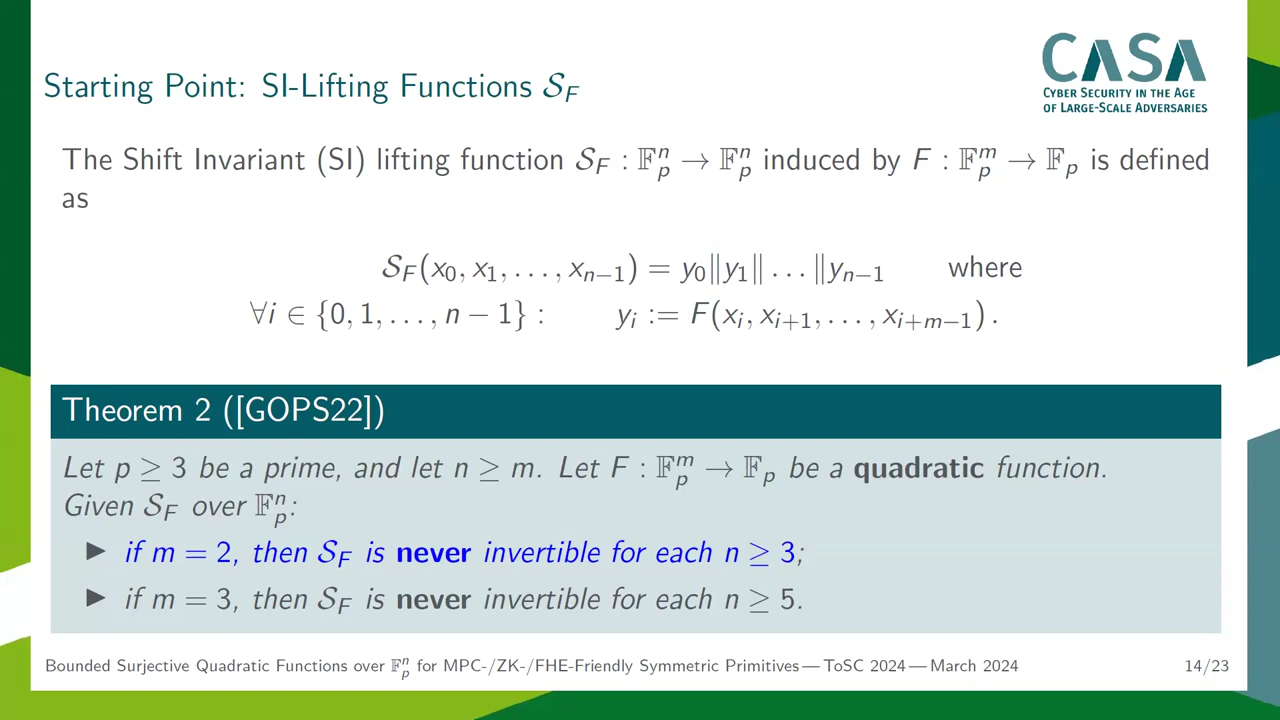 Starting Point: SI-Lifting Functions 𝒮_F
CASA
CYBER SECURITY IN THE AGE
OF LARGE-SCALE ADVERSARIES
The Shift Invariant (SI) lifting function 𝒮_F : 𝔽_p^n → 𝔽_p^n induced by F : 𝔽_p^m → 𝔽_p is defined
as
𝒮_F(x_0, x_1, . . . , x_{n−1}) = y_0‖y_1‖ . . . ‖y_{n−1} where
∀i ∈ {0, 1, . . . , n − 1} : y_i := F(x_i, x_{i+1}, . . . , x_{i+m−1}) .
Theorem 2 ([GOPS22])
Let p ≥ 3 be a prime, and let n ≥ m. Let F : 𝔽_p^m → 𝔽_p be a quadratic function.
Given 𝒮_F over 𝔽_p^n:
▶ if m = 2, then 𝒮_F is never invertible for each n ≥ 3;
▶ if m = 3, then 𝒮_F is never invertible for each n ≥ 5.
Bounded Surjective Quadratic Functions over 𝔽_p^n for MPC-/ZK-/FHE-Friendly Symmetric Primitives — ToSC 2024 — March 2024 14/23